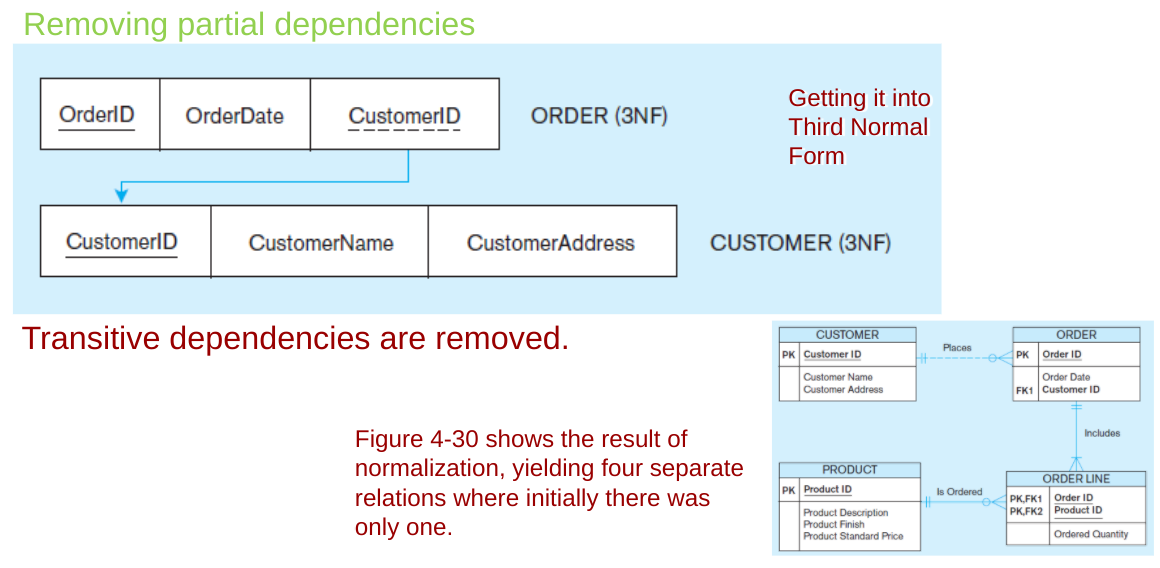 Removing partial dependencies
OrderID OrderDate CustomerID ORDER (3NF)
Getting it into
Third Normal
Form
CustomerID CustomerName CustomerAddress CUSTOMER (3NF)
Transitive dependencies are removed.
Figure 4-30 shows the result of
normalization, yielding four separate
relations where initially there was
only one.
CUSTOMER
PK Customer ID
Customer Name
Customer Address
Places
ORDER
PK Order ID
Order Date
FK1 Customer ID
Includes
PRODUCT
PK Product ID
Product Description
Product Finish
Product Standard Price
Is Ordered
ORDER LINE
PK,FK1 Order ID
PK,FK2 Product ID
Ordered Quantity